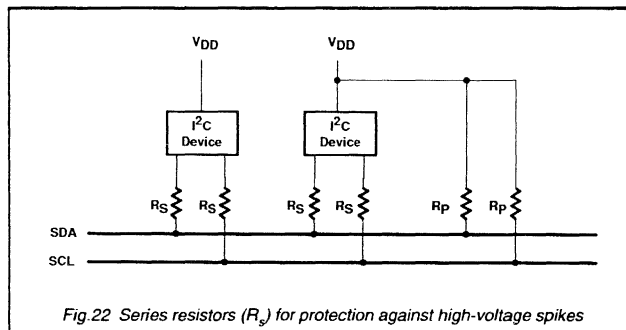 VDD VDD
I²C I²C
Device Device
RS RS RS RS RP RP
SDA
SCL
Fig.22 Series resistors (Rs) for protection against high-voltage spikes